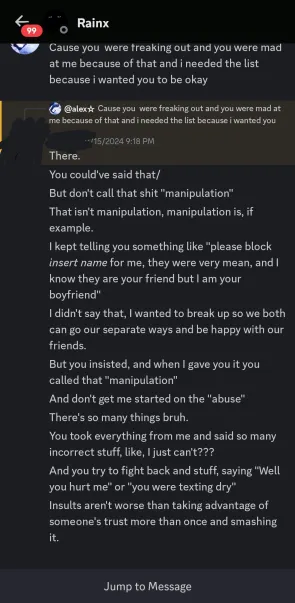 Rainx
99
Cause you were freaking out and you were mad
at me because of that and i needed the list
because i wanted you to be okay
@alex☆ Cause you were freaking out and you were mad at
me because of that and i needed the list because i wanted you
/15/2024 9:18 PM
There.
You could've said that/
But don't call that shit "manipulation"
That isn't manipulation, manipulation is, if
example.
I kept telling you something like "please block
insert name for me, they were very mean, and I
know they are your friend but I am your
boyfriend"
I didn't say that, I wanted to break up so we both
can go our separate ways and be happy with our
friends.
But you insisted, and when I gave you it you
called that "manipulation"
And don't get me started on the "abuse"
There's so many things bruh.
You took everything from me and said so many
incorrect stuff, like, I just can't???
And you try to fight back and stuff, saying "Well
you hurt me" or "you were texting dry"
Insults aren't worse than taking advantage of
someone's trust more than once and smashing
it.
Jump to Message